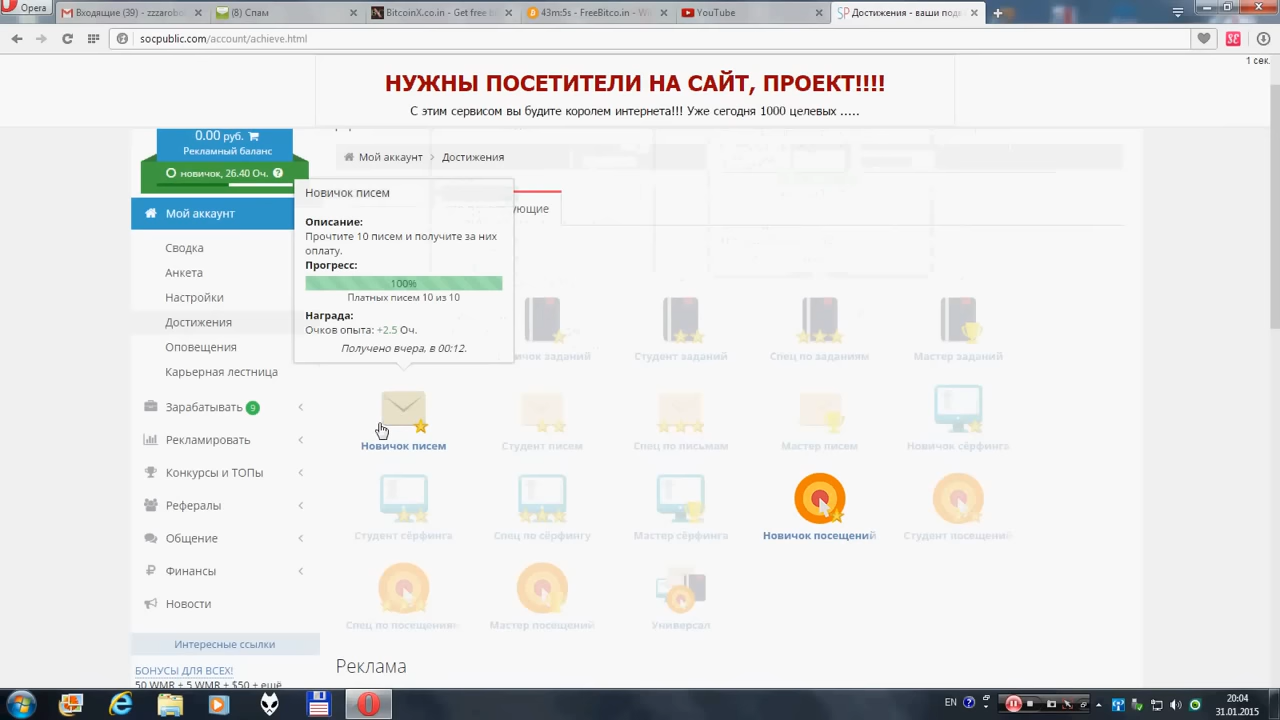 Opera
Входящие (39) - zzzarobo
(8) Спам
BitcoinX.co.in - Get free b
43m:5s - FreeBitco.in - W
YouTube
Достижения - ваши под
socpublic.com/account/achieve.html
1 сек.
НУЖНЫ ПОСЕТИТЕЛИ НА САЙТ, ПРОЕКТ!!!!
С этим сервисом вы будите королем интернета!!! Уже сегодня 1000 целевых .....
0.00 руб.
Рекламный баланс
новичок, 26.40 Оч.
Мой аккаунт
Достижения
ующие
Мой аккаунт
Сводка
Анкета
Настройки
Достижения
Оповещения
Карьерная лестница
Зарабатывать 9
Рекламировать
Конкурсы и ТОПы
Рефералы
Общение
Финансы
Новости
Интересные ссылки
БОНУСЫ ДЛЯ ВСЕХ!
50 WMR + 5 WMR + $50 + ещё
Новичок писем
Описание:
Прочтите 10 писем и получите за них
оплату.
Прогресс:
100%
Платных писем 10 из 10
Награда:
Очков опыта: +2.5 Оч.
Получено вчера, в 00:12.
ичок заданий
Студент заданий
Спец по заданиям
Мастер заданий
Новичок писем
Студент писем
Спец по письмам
Мастер писем
Новичок сёрфинга
Студент сёрфинга
Спец по сёрфингу
Мастер сёрфинга
Новичок посещений
Студент посещений
Спец по посещения
Мастер посещений
Универсал
Реклама
EN
20:04
31.01.2015